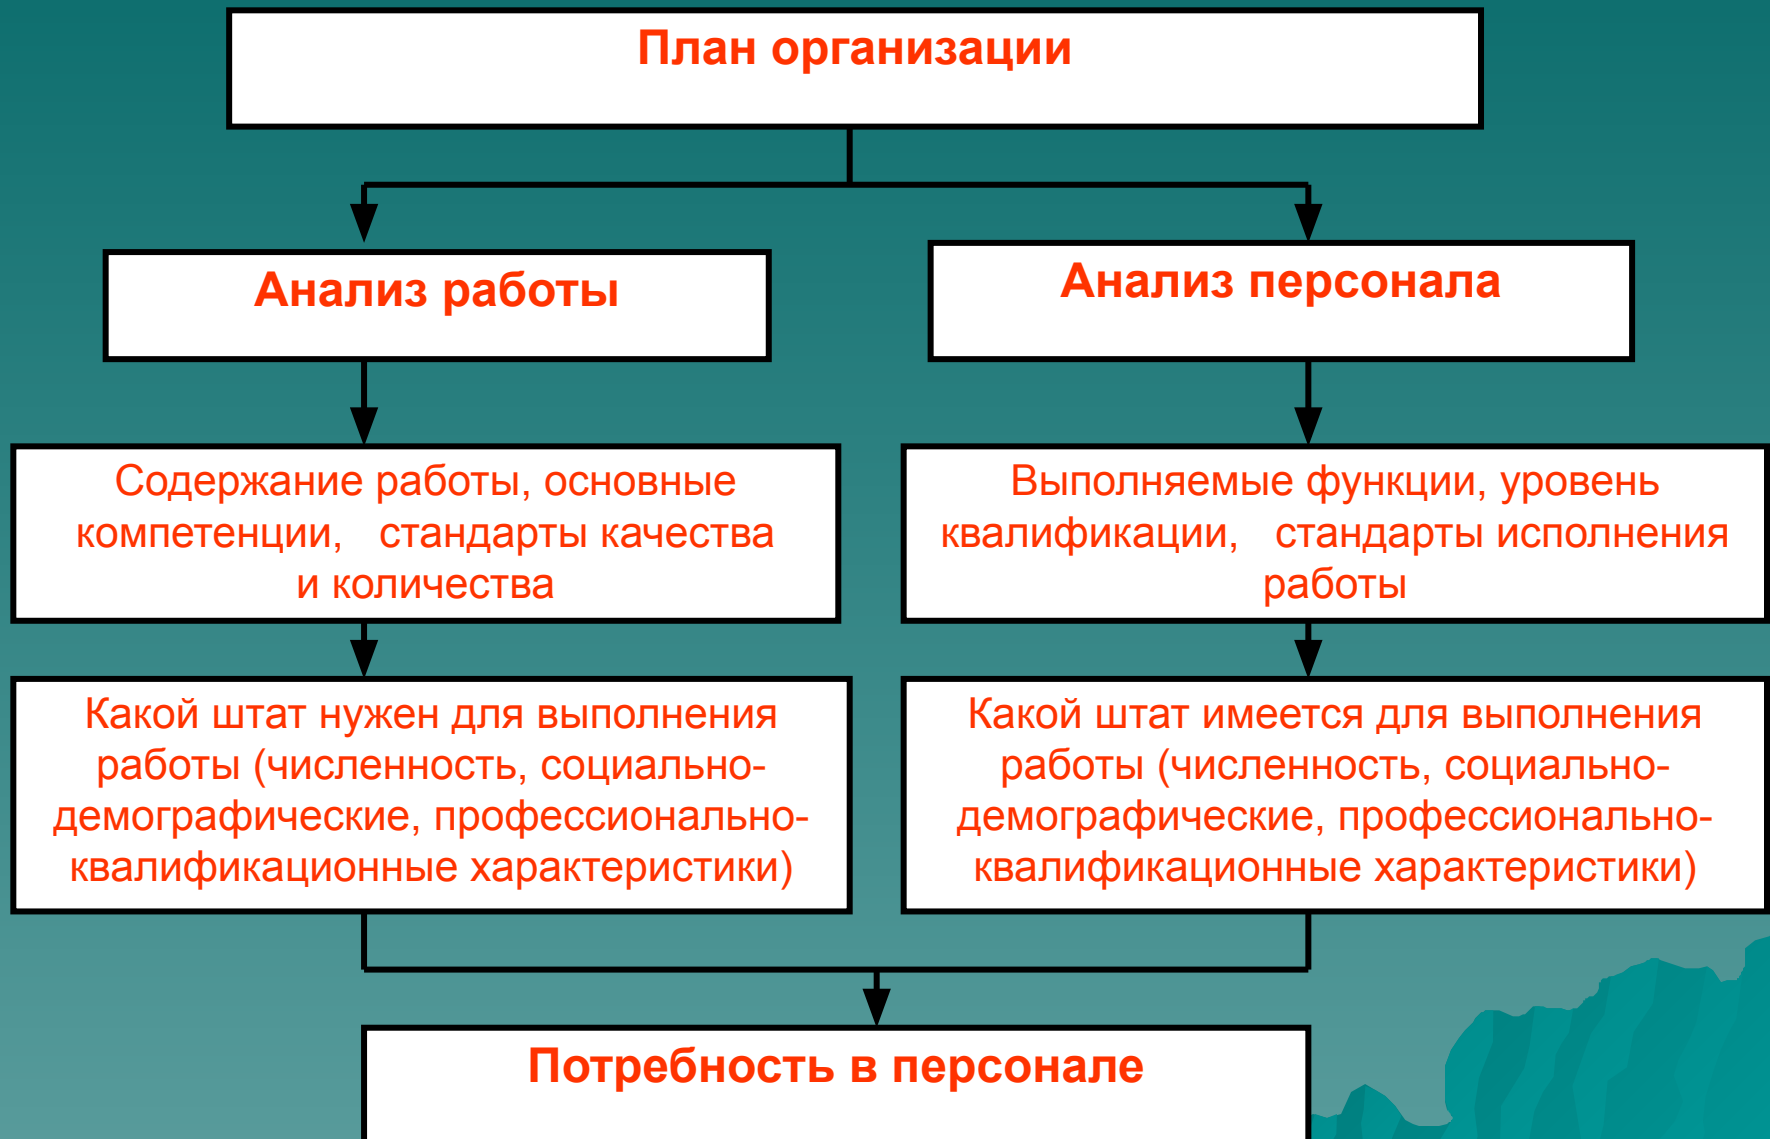 План организации
Анализ работы
Анализ персонала
Содержание работы, основные
компетенции, стандарты качества
и количества
Выполняемые функции, уровень
квалификации, стандарты исполнения
работы
Какой штат нужен для выполнения
работы (численность, социально-
демографические, профессионально-
квалификационные характеристики)
Какой штат имеется для выполнения
работы (численность, социально-
демографические, профессионально-
квалификационные характеристики)
Потребность в персонале